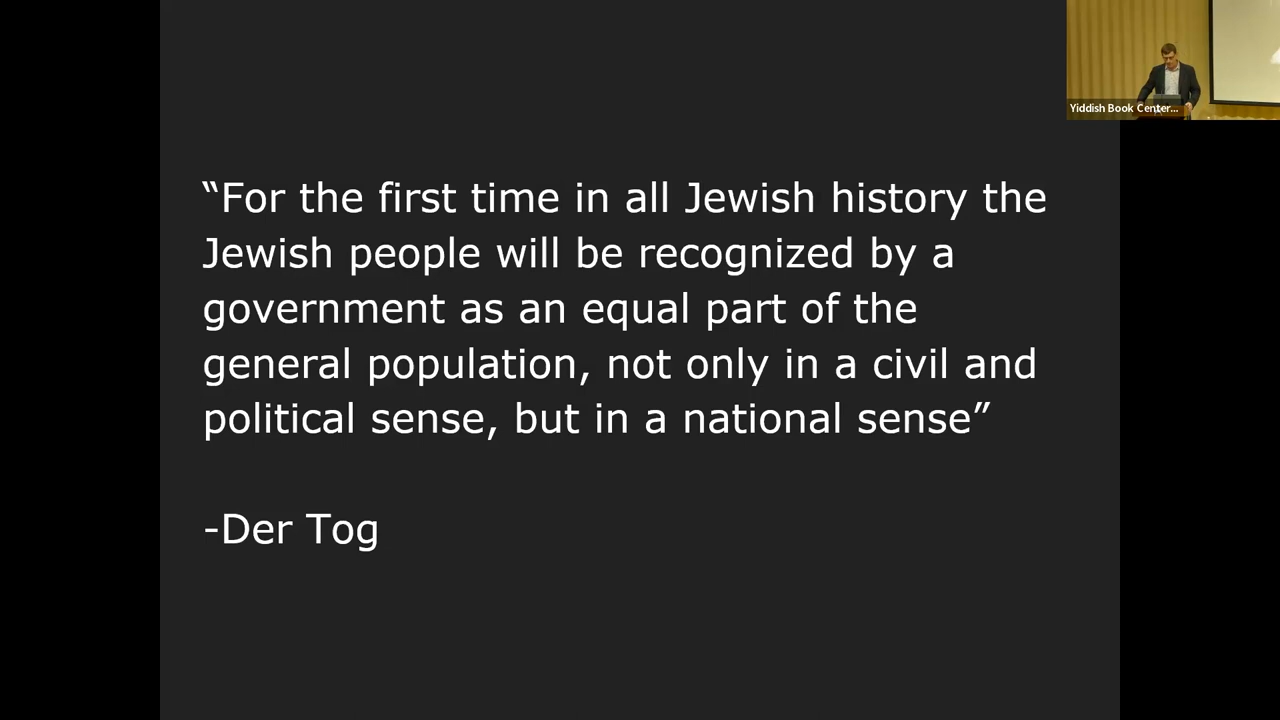 “For the first time in all Jewish history the
Jewish people will be recognized by a
government as an equal part of the
general population, not only in a civil and
political sense, but in a national sense”
-Der Tog
Yiddish Book Center...